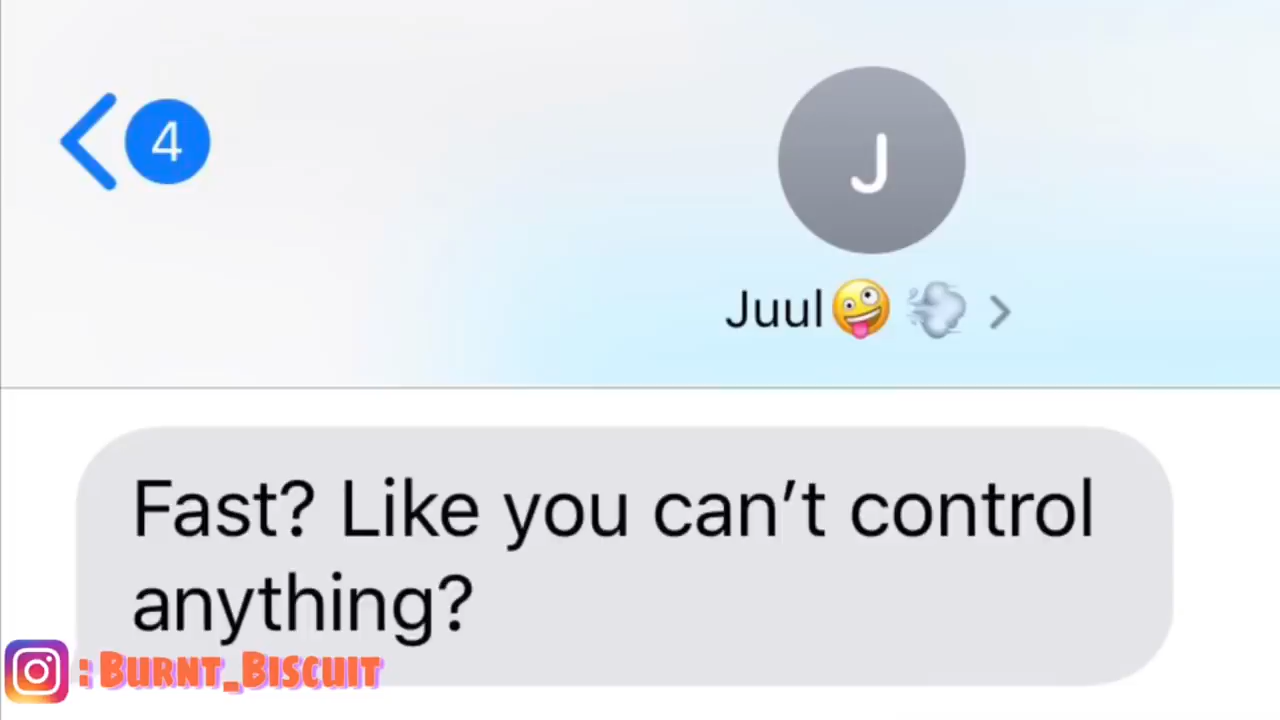 4
J
Juul🤪 💨 >
Fast? Like you can’t control
anything?
: Burnt_Biscuit